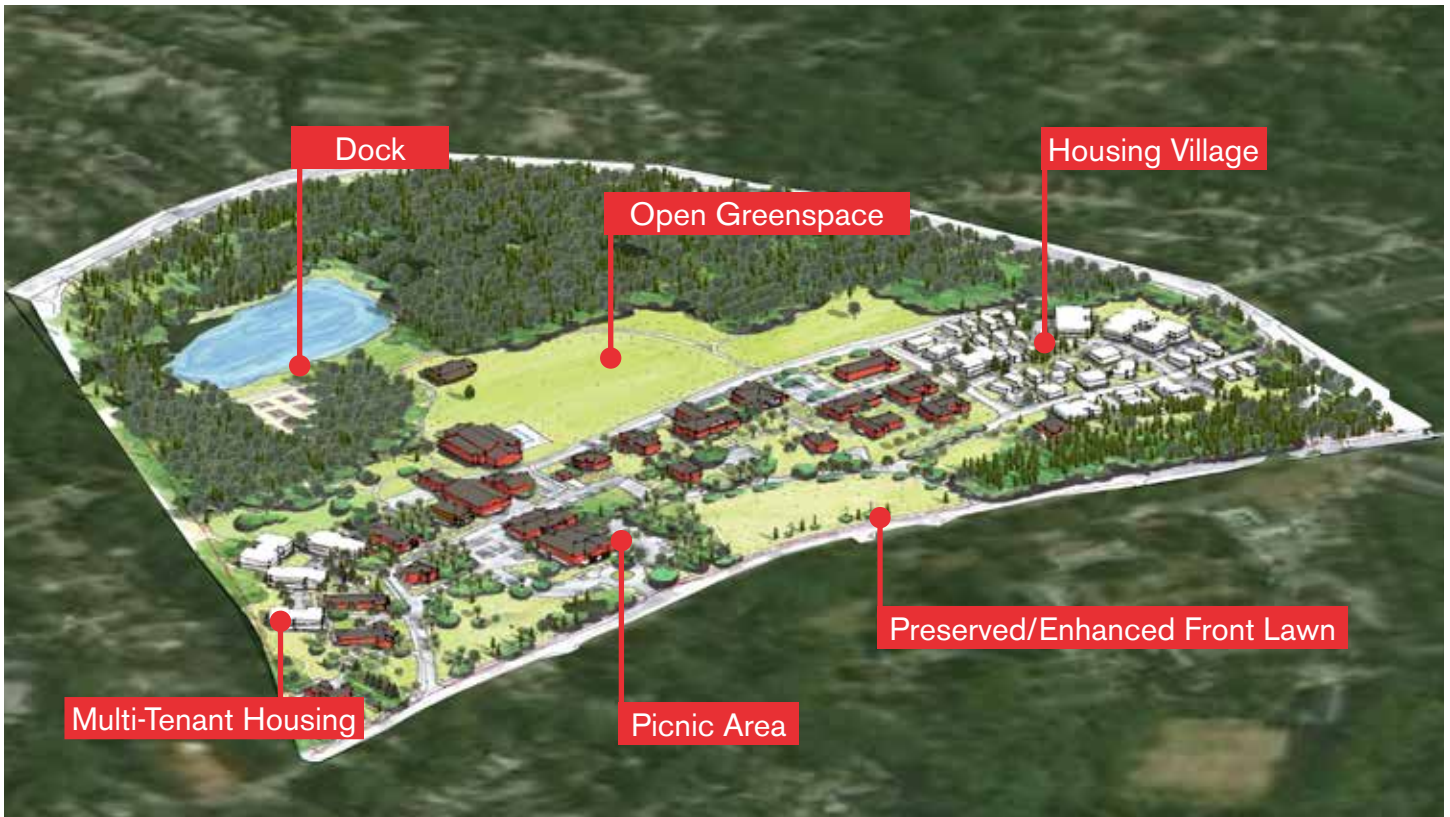 Dock
Housing Village
Open Greenspace
Preserved/Enhanced Front Lawn
Multi-Tenant Housing
Picnic Area